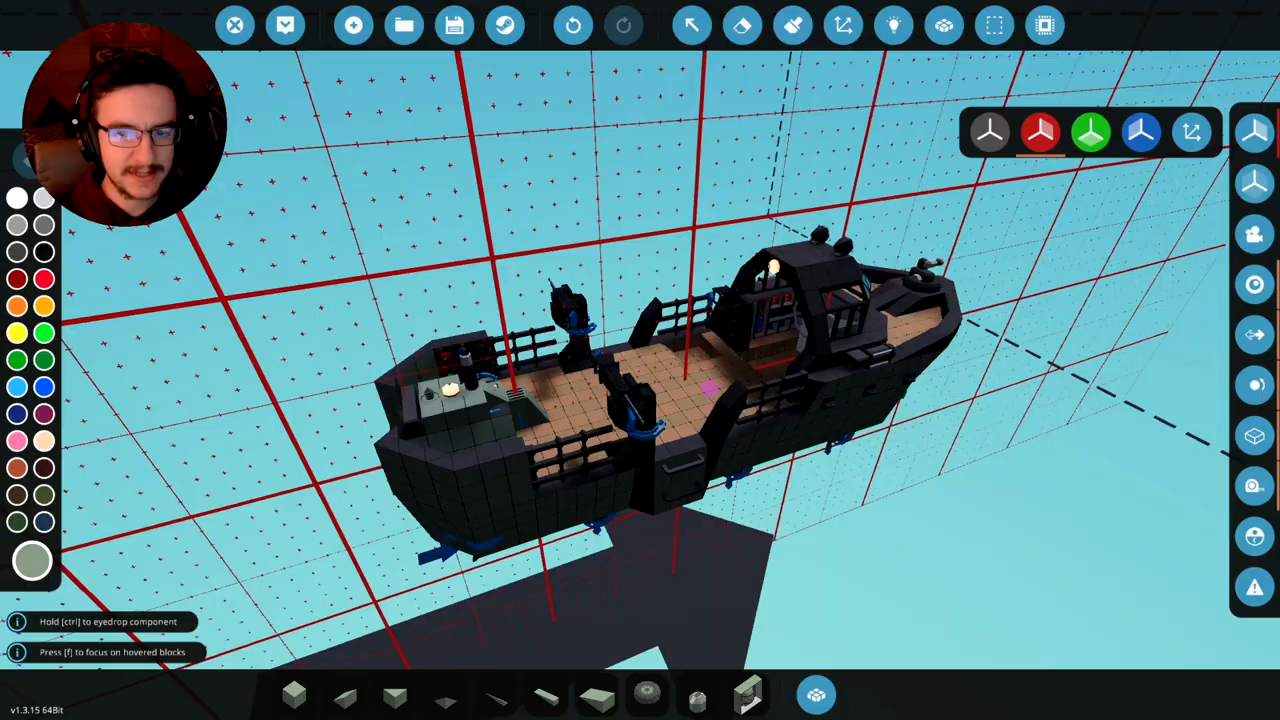 Hold [ctrl] to eyedrop component
Press [f] to focus on hovered blocks
v1.3.15 64Bit